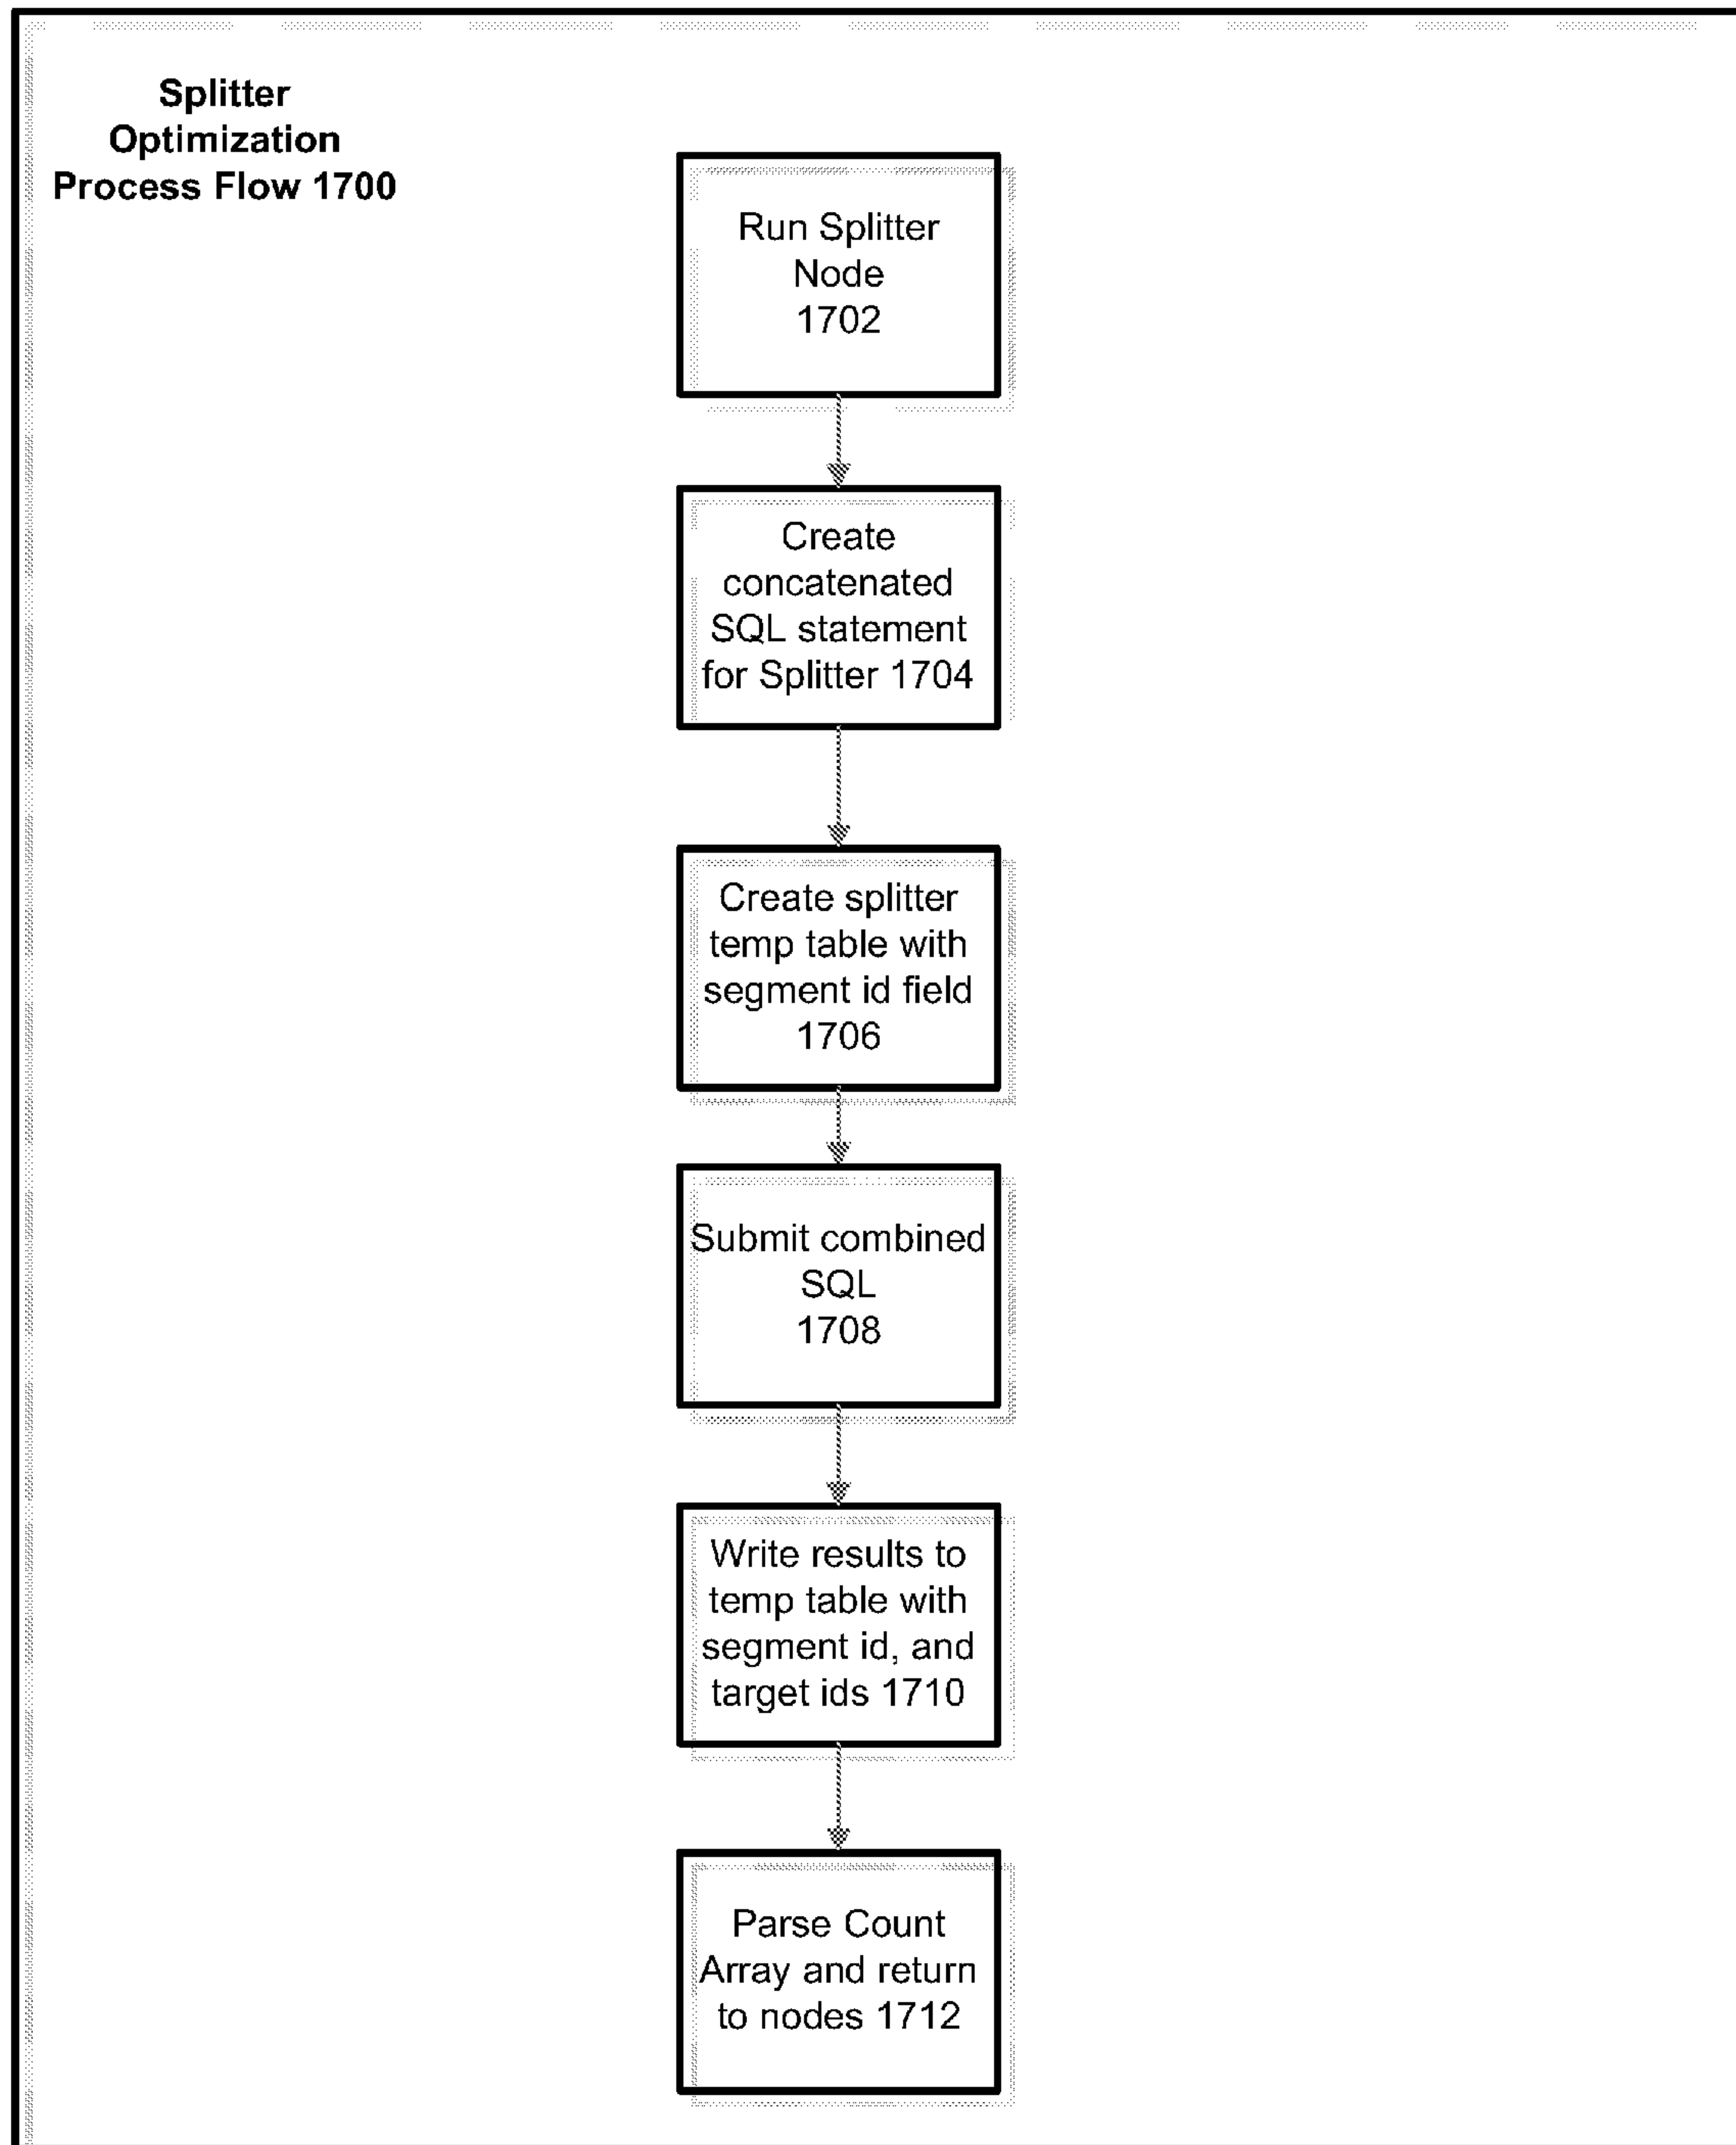 Splitter
Optimization
Process Flow 1700
Run Splitter
Node
1702
Create
concatenated
SQL statement
for Splitter 1704
Create splitter
temp table with
segment id field
1706
Submit combined
SQL
1708
Write results to
temp table with
segment id, and
target ids 1710
Parse Count
Array and return
to nodes 1712